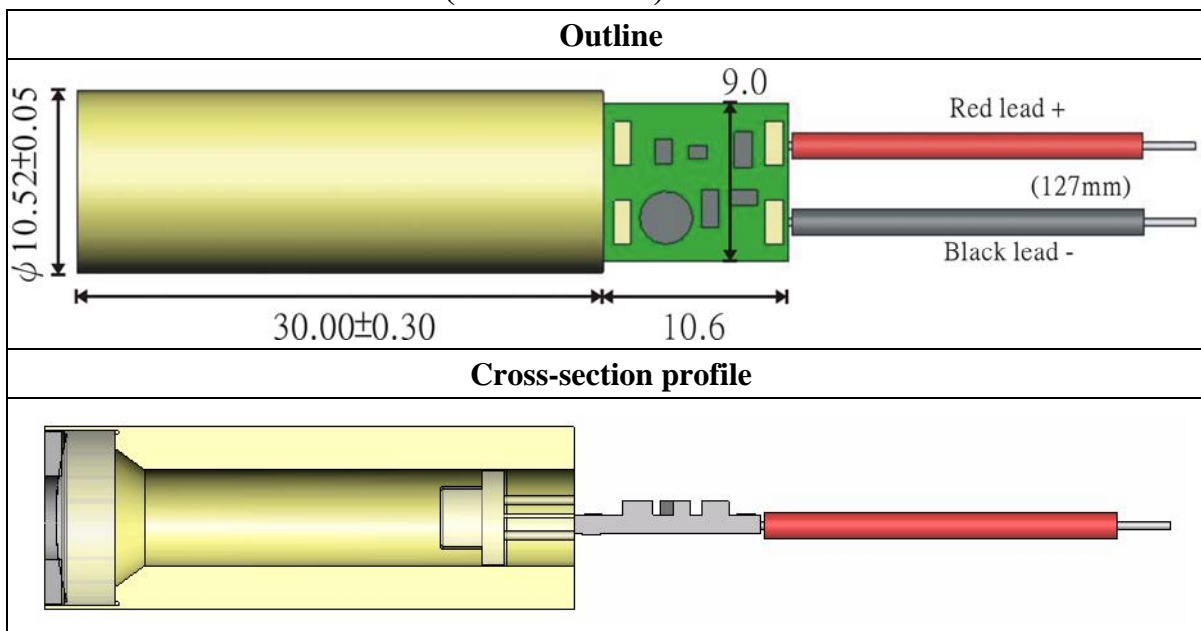 Outline
9.0
ψ10.52±0.05
Red lead +
(127mm)
Black lead -
30.00±0.30
10.6
Cross-section profile